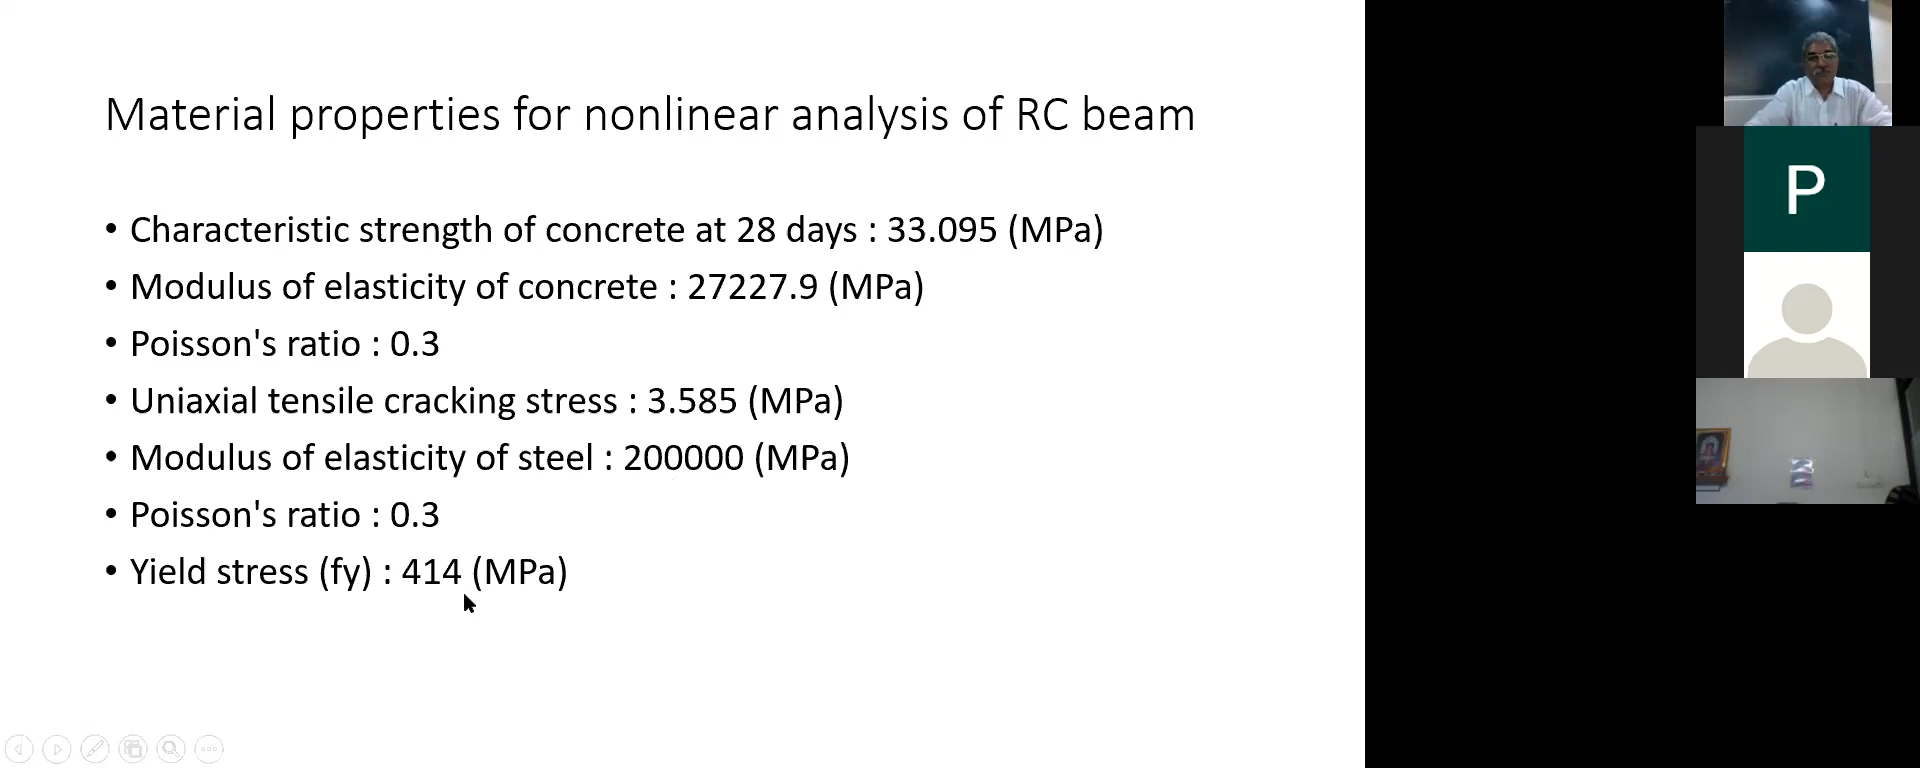 Material properties for nonlinear analysis of RC beam
• Characteristic strength of concrete at 28 days : 33.095 (MPa)
• Modulus of elasticity of concrete : 27227.9 (MPa)
• Poisson's ratio : 0.3
• Uniaxial tensile cracking stress : 3.585 (MPa)
• Modulus of elasticity of steel : 200000 (MPa)
• Poisson's ratio : 0.3
• Yield stress (fy) : 414 (MPa)
P